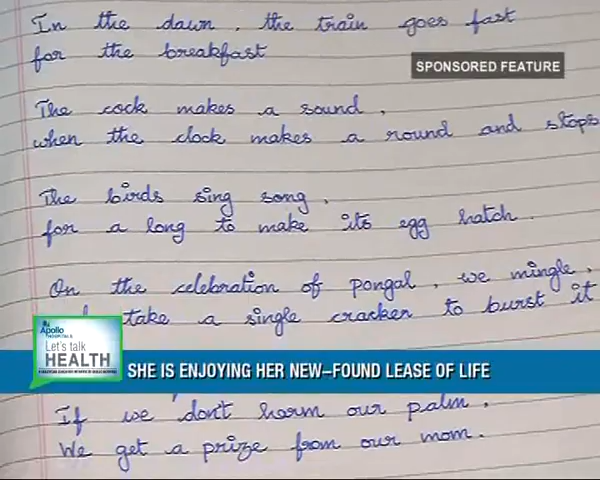 In the dawn, the train goes fast
for the breakfast
SPONSORED FEATURE
The cock makes a sound,
when the clock makes a round and stops
The birds sing song,
for a long to make its egg hatch.
On the celebration of pongal, we mingle,
take a single cracker to burst it
Apollo
HOSPITALS
Let's talk
HEALTH
SHE IS ENJOYING HER NEW-FOUND LEASE OF LIFE
If we don't harm our palm,
We get a prize from our mom.